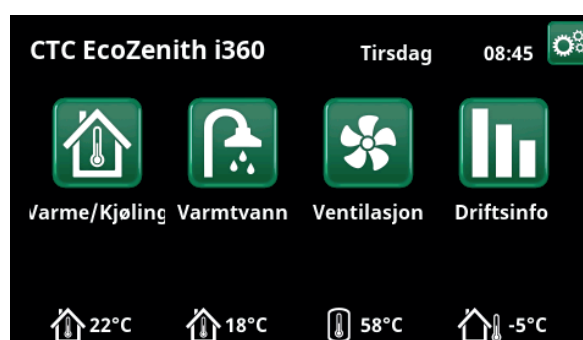 CTC EcoZenith i360 Tirsdag 08:45
Varme/Kjøling Varmtvann Ventilasjon Driftsinfo
22°C 18°C 58°C -5°C